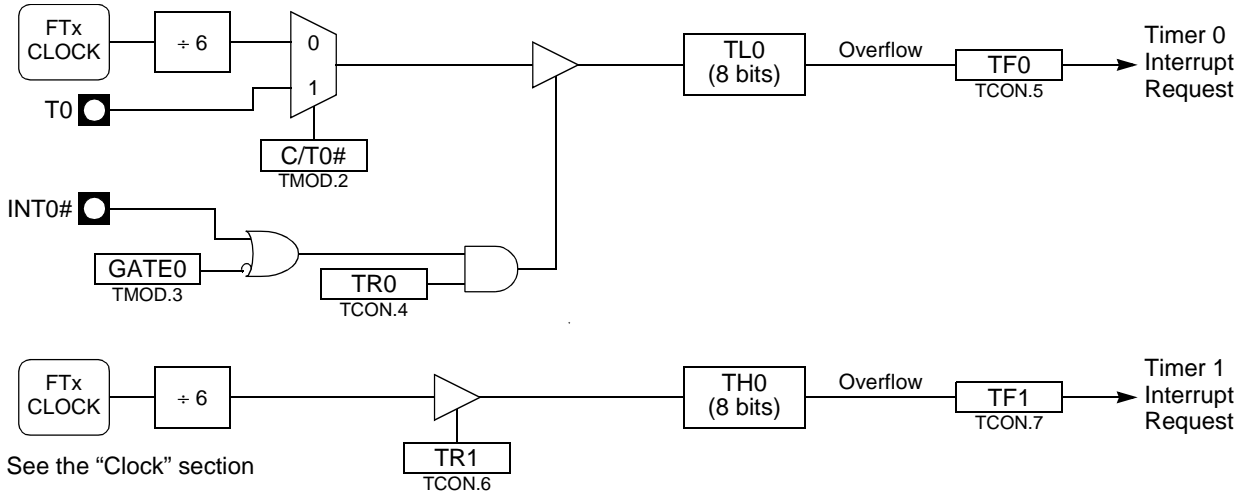 FTx
CLOCK
÷ 6
0
1
T0
C/T0#
TMOD.2
TL0
(8 bits)
Overflow
TF0
TCON.5
Timer 0
Interrupt
Request
INT0#
GATE0
TMOD.3
TR0
TCON.4
FTx
CLOCK
÷ 6
TR1
TCON.6
TH0
(8 bits)
Overflow
TF1
TCON.7
Timer 1
Interrupt
Request
See the “Clock” section